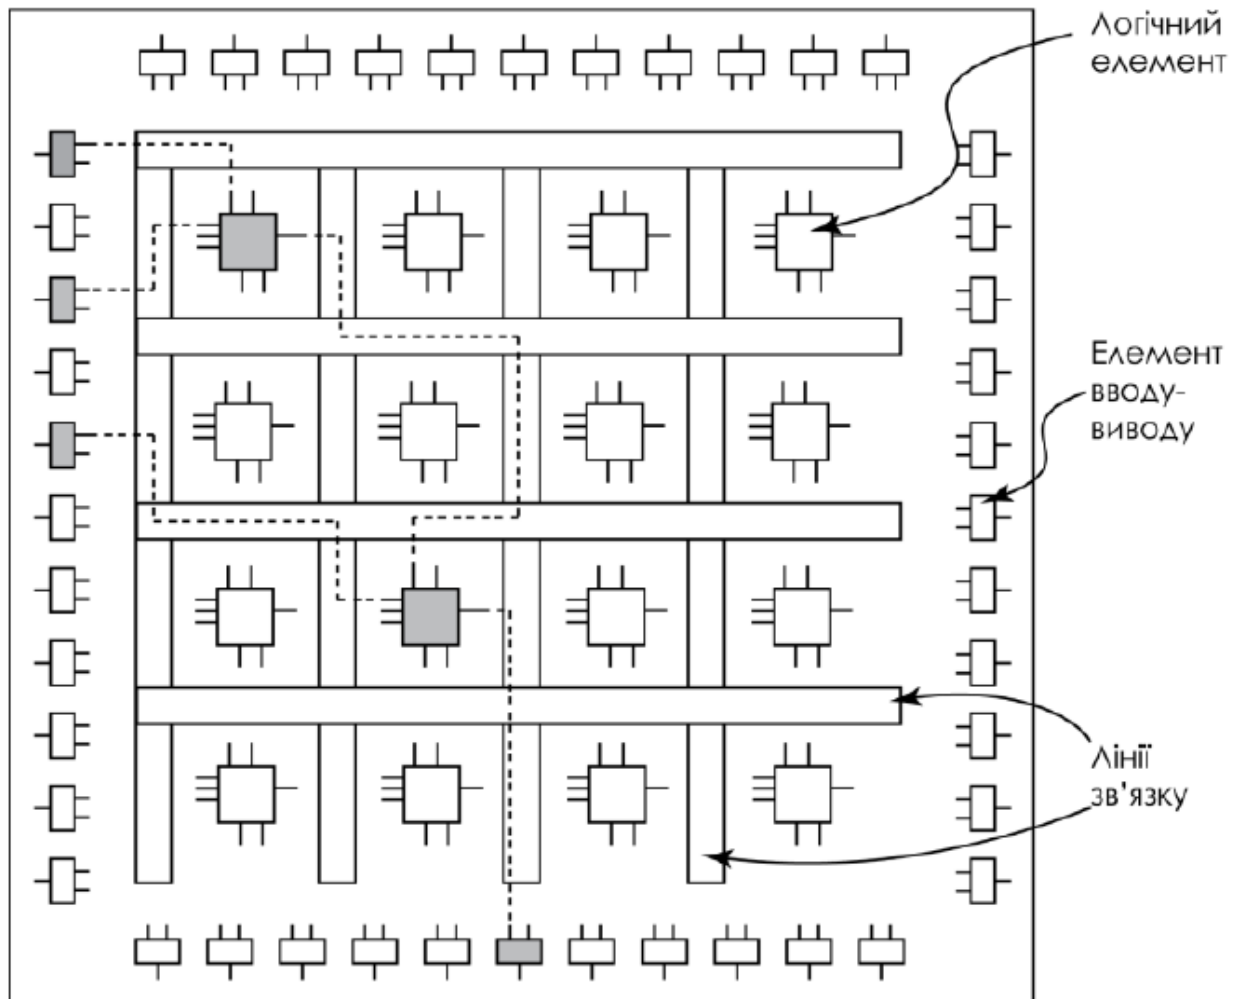 Логічний
елемент
Елемент
вводу-
виводу
Лінії
зв'язку